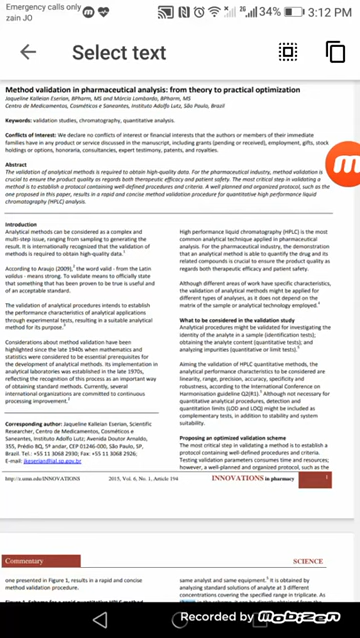 Emergency calls only
zain JO
34%
3:12 PM
Select text
Method validation in pharmaceutical analysis: from theory to practical optimization
Jaqueline Kalleian Eserian, BPharm, MS and Márcia Lombardo, BPharm, MS
Centro de Medicamentos, Cosméticos e Saneantes, Instituto Adolfo Lutz, São Paulo, Brazil
Keywords: validation studies, chromatography, quantitative analysis.
Conflicts of Interest: We declare no conflicts of interest or financial interests that the authors or members of their immediate
families have in any product or service discussed in the manuscript, including grants (pending or received), employment, gifts, stock
holdings or options, honoraria, consultancies, expert testimony, patents, and royalties.
Abstract
The validation of analytical methods is required to obtain high-quality data. For the pharmaceutical industry, method validation is
crucial to ensure the product quality as regards both therapeutic efficacy and patient safety. The most critical step in validating a
method is to establish a protocol containing well-defined procedures and criteria. A well planned and organized protocol, such as the
one proposed in this paper, results in a rapid and concise method validation procedure for quantitative high performance liquid
chromatography (HPLC) analysis.
Introduction
Analytical methods can be considered as a complex and
multi-step issue, ranging from sampling to generating the
result. It is internationally recognized that the validation of
methods is required to obtain high-quality data.1
According to Araujo (2009),2 the word valid - from the Latin
validus - means strong. To validate means to officially state
that something that has been proven to be true is useful and
of an acceptable standard.
The validation of analytical procedures intends to establish
the performance characteristics of analytical applications
through experimental tests, resulting in a suitable analytical
method for its purpose.3
Considerations about method validation have been
highlighted since the late 1940s when mathematics and
statistics were considered to be essential prerequisites for
the development of analytical methods. Its implementation in
analytical laboratories was established in the late 1970s,
reflecting the recognition of this process as an important way
of obtaining standard methods. Currently, several
international organizations are committed to continuous
processing improvement.2
Corresponding author: Jaqueline Kalleian Eserian, Scientific
Researcher, Centro de Medicamentos, Cosméticos e
Saneantes, Instituto Adolfo Lutz; Avenida Doutor Arnaldo,
355, Prédio BQ, 5º andar, CEP 01246-000, São Paulo, SP,
Brazil. Tel.: +55 11 3068 2930; Fax: +55 11 3068 2926;
E-mail: jkeserian@ial.sp.gov.br
High performance liquid chromatography (HPLC) is the most
common analytical technique applied in pharmaceutical
analysis. For the pharmaceutical industry, the demonstration
that an analytical method is able to quantify the drug and its
related compounds is crucial to ensure the product quality as
regards both therapeutic efficacy and patient safety.
Although different areas of work have specific characteristics,
the validation of analytical methods might be applied for
different types of analyses, as it does not depend on the
matrix of the sample or analytical technology employed.
What to be considered in the validation study
Analytical procedures might be validated for investigating the
identity of the analyte in a sample (identification tests);
obtaining the analyte content (quantitative tests); and
analyzing impurities (quantitative or limit tests).
Aiming the validation of HPLC quantitative methods, the
analytical performance characteristics to be considered are
linearity, range, precision, accuracy, specificity and
robustness, according to the International Conference on
Harmonisation guideline Q2(R1). Although not necessary for
quantitative analytical procedures, detection and
quantitation limits (LOD and LOQ) might be included as
complementary tests, in addition to stability and system
suitability.
Proposing an optimized validation scheme
The most critical step in validating a method is to establish a
protocol containing well-defined procedures and criteria.
Testing validation parameters consumes time and resources;
however, a well-planned and organized protocol, such as the
http://z.umn.edu/INNOVATIONS
2015, Vol. 6, No. 1, Article 194
INNOVATIONS in pharmacy
1
Commentary
SCIENCE
one presented in Figure 1, results in a rapid and concise
method validation procedure.
same analyst and same equipment. It is obtained by
analyzing standard solutions of analyte at 3 different
concentrations covering the specified range in triplicate. As
Recorded by Mobizen